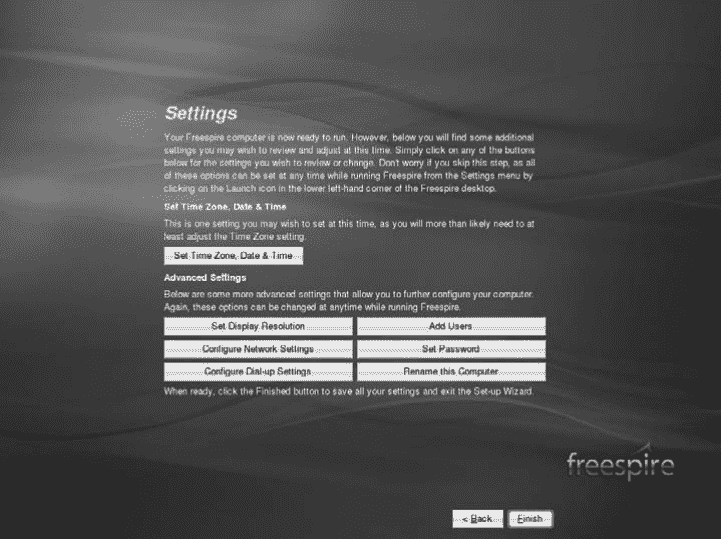 Settings
Your Freespire computer is now ready to run. However, below you will find some additional
settings you may wish to review and adjust at this time. Simply click on any of the buttons
below for the settings you wish to review or change. Don't worry if you skip this step, as all
of these options can be set at any time while running Freespire from the Settings menu by
clicking on the Launch icon in the lower left-hand corner of the Freespire desktop.
Set Time Zone, Date & Time
This is one setting you may wish to set at this time, as you will more than likely need to at
least adjust the Time Zone setting.
Set Time Zone, Date & Time
Advanced Settings
Below are some more advanced settings that allow you to further configure your computer.
Again, these options can be changed at anytime while running Freespire.
Set Display Resolution Add Users
Configure Network Settings Set Password
Configure Dial-up Settings Rename this Computer
When ready, click the Finished button to save all your settings and exit the Set-up Wizard.
freespire
< Back Finish